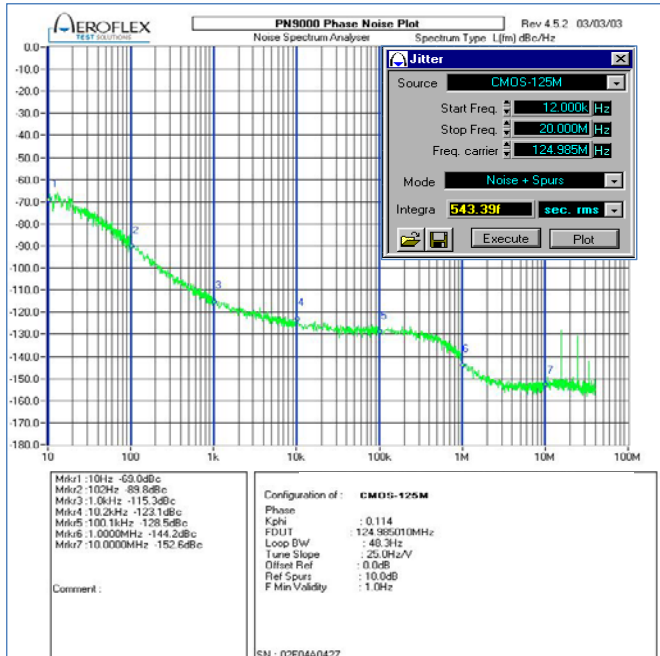 AEROFLEX
TEST SOLUTIONS
PN9000 Phase Noise Plot
Rev 4.5.2 03/03/03
Noise Spectrum Analyser
Spectrum Type L(fm) dBc/Hz
Jitter
Source CMOS-125M
Start Freq. 12.000k Hz
Stop Freq. 20.000M Hz
Freq. carrier 124.985M Hz
Mode Noise + Spurs
Integra 543.39f sec. rms
Execute Plot
0.0
-10.0
-20.0
-30.0
-40.0
-50.0
-60.0
-70.0
-80.0
-90.0
-100.0
-110.0
-120.0
-130.0
-140.0
-150.0
-160.0
-170.0
-180.0
1
2
3
4
5
6
7
10 100 1k 10k 100k 1M 10M 100M
Mrkr1 :10Hz -69.0dBc
Mrkr2 :102Hz -89.8dBc
Mrkr3 :1.0kHz -115.3dBc
Mrkr4 :10.2kHz -123.1dBc
Mrkr5 :100.1kHz -128.5dBc
Mrkr6 :1.0000MHz -144.2dBc
Mrkr7 :10.0000MHz -152.6dBc
Comment :
Configuration of : CMOS-125M
Phase
Kphi : 0.114
FDUT : 124.985010MHz
Loop BW : 48.3Hz
Tune Slope : 25.0Hz/V
Offset Ref : 0.0dB
Ref Spurs : 10.0dB
F Min Validity : 1.0Hz
SN : 02F0460427